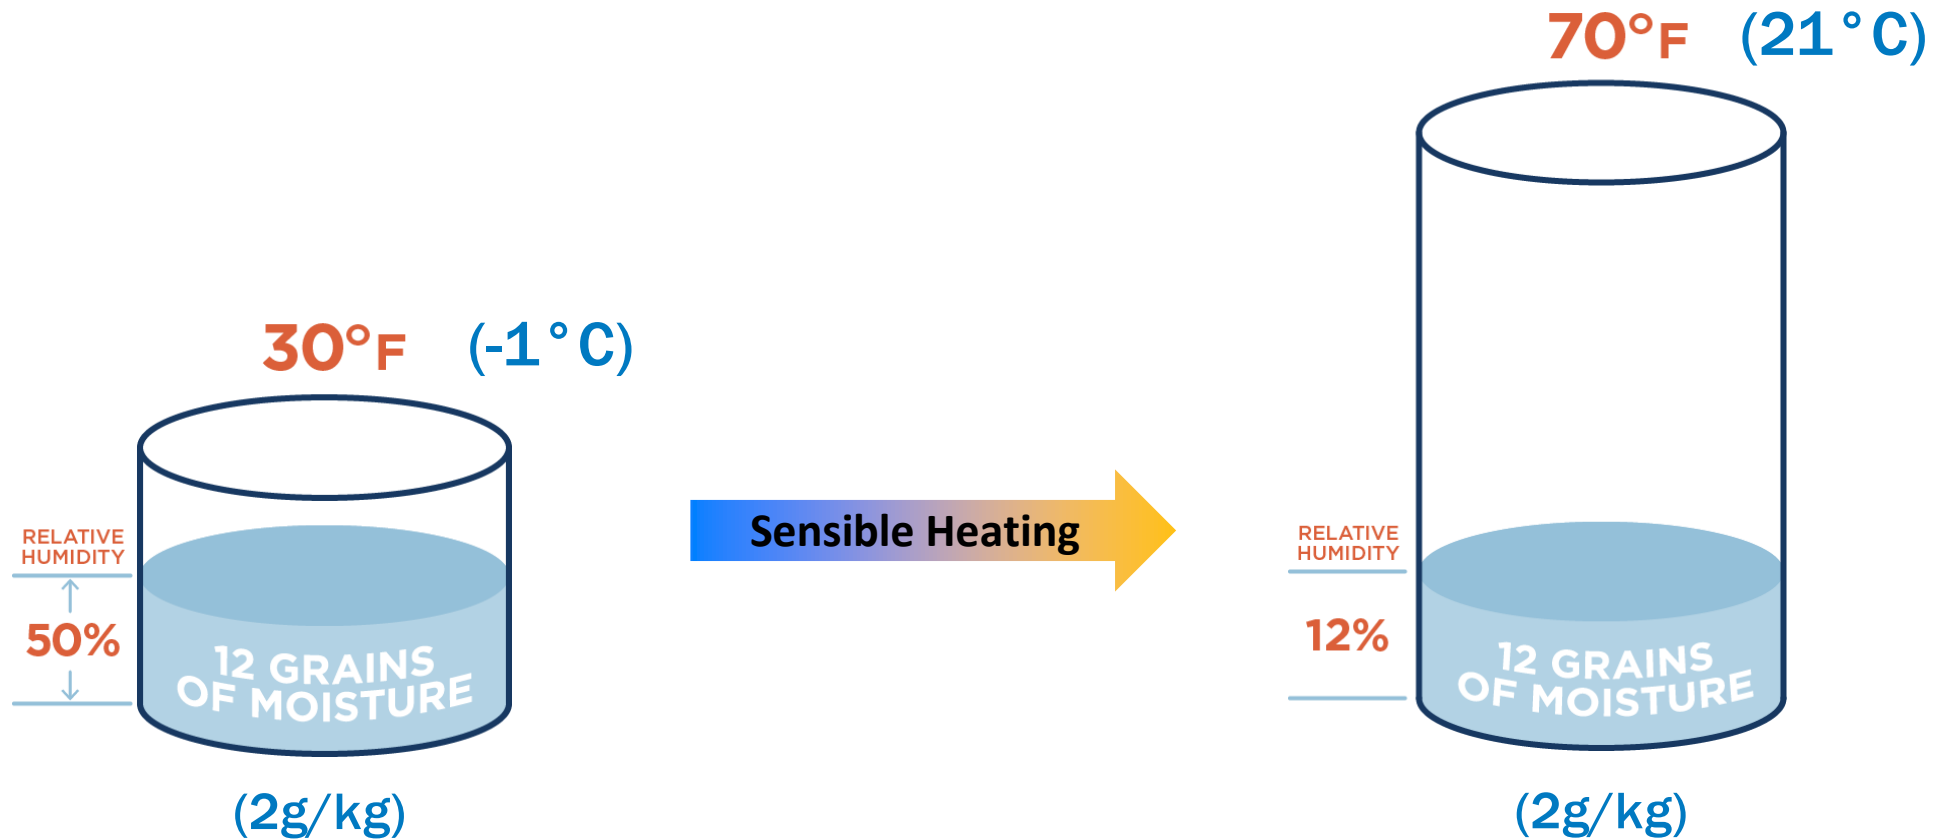 30°F (-1°C)
RELATIVE
HUMIDITY
50%
12 GRAINS
OF MOISTURE
(2g/kg)
Sensible Heating
70°F (21°C)
RELATIVE
HUMIDITY
12%
12 GRAINS
OF MOISTURE
(2g/kg)